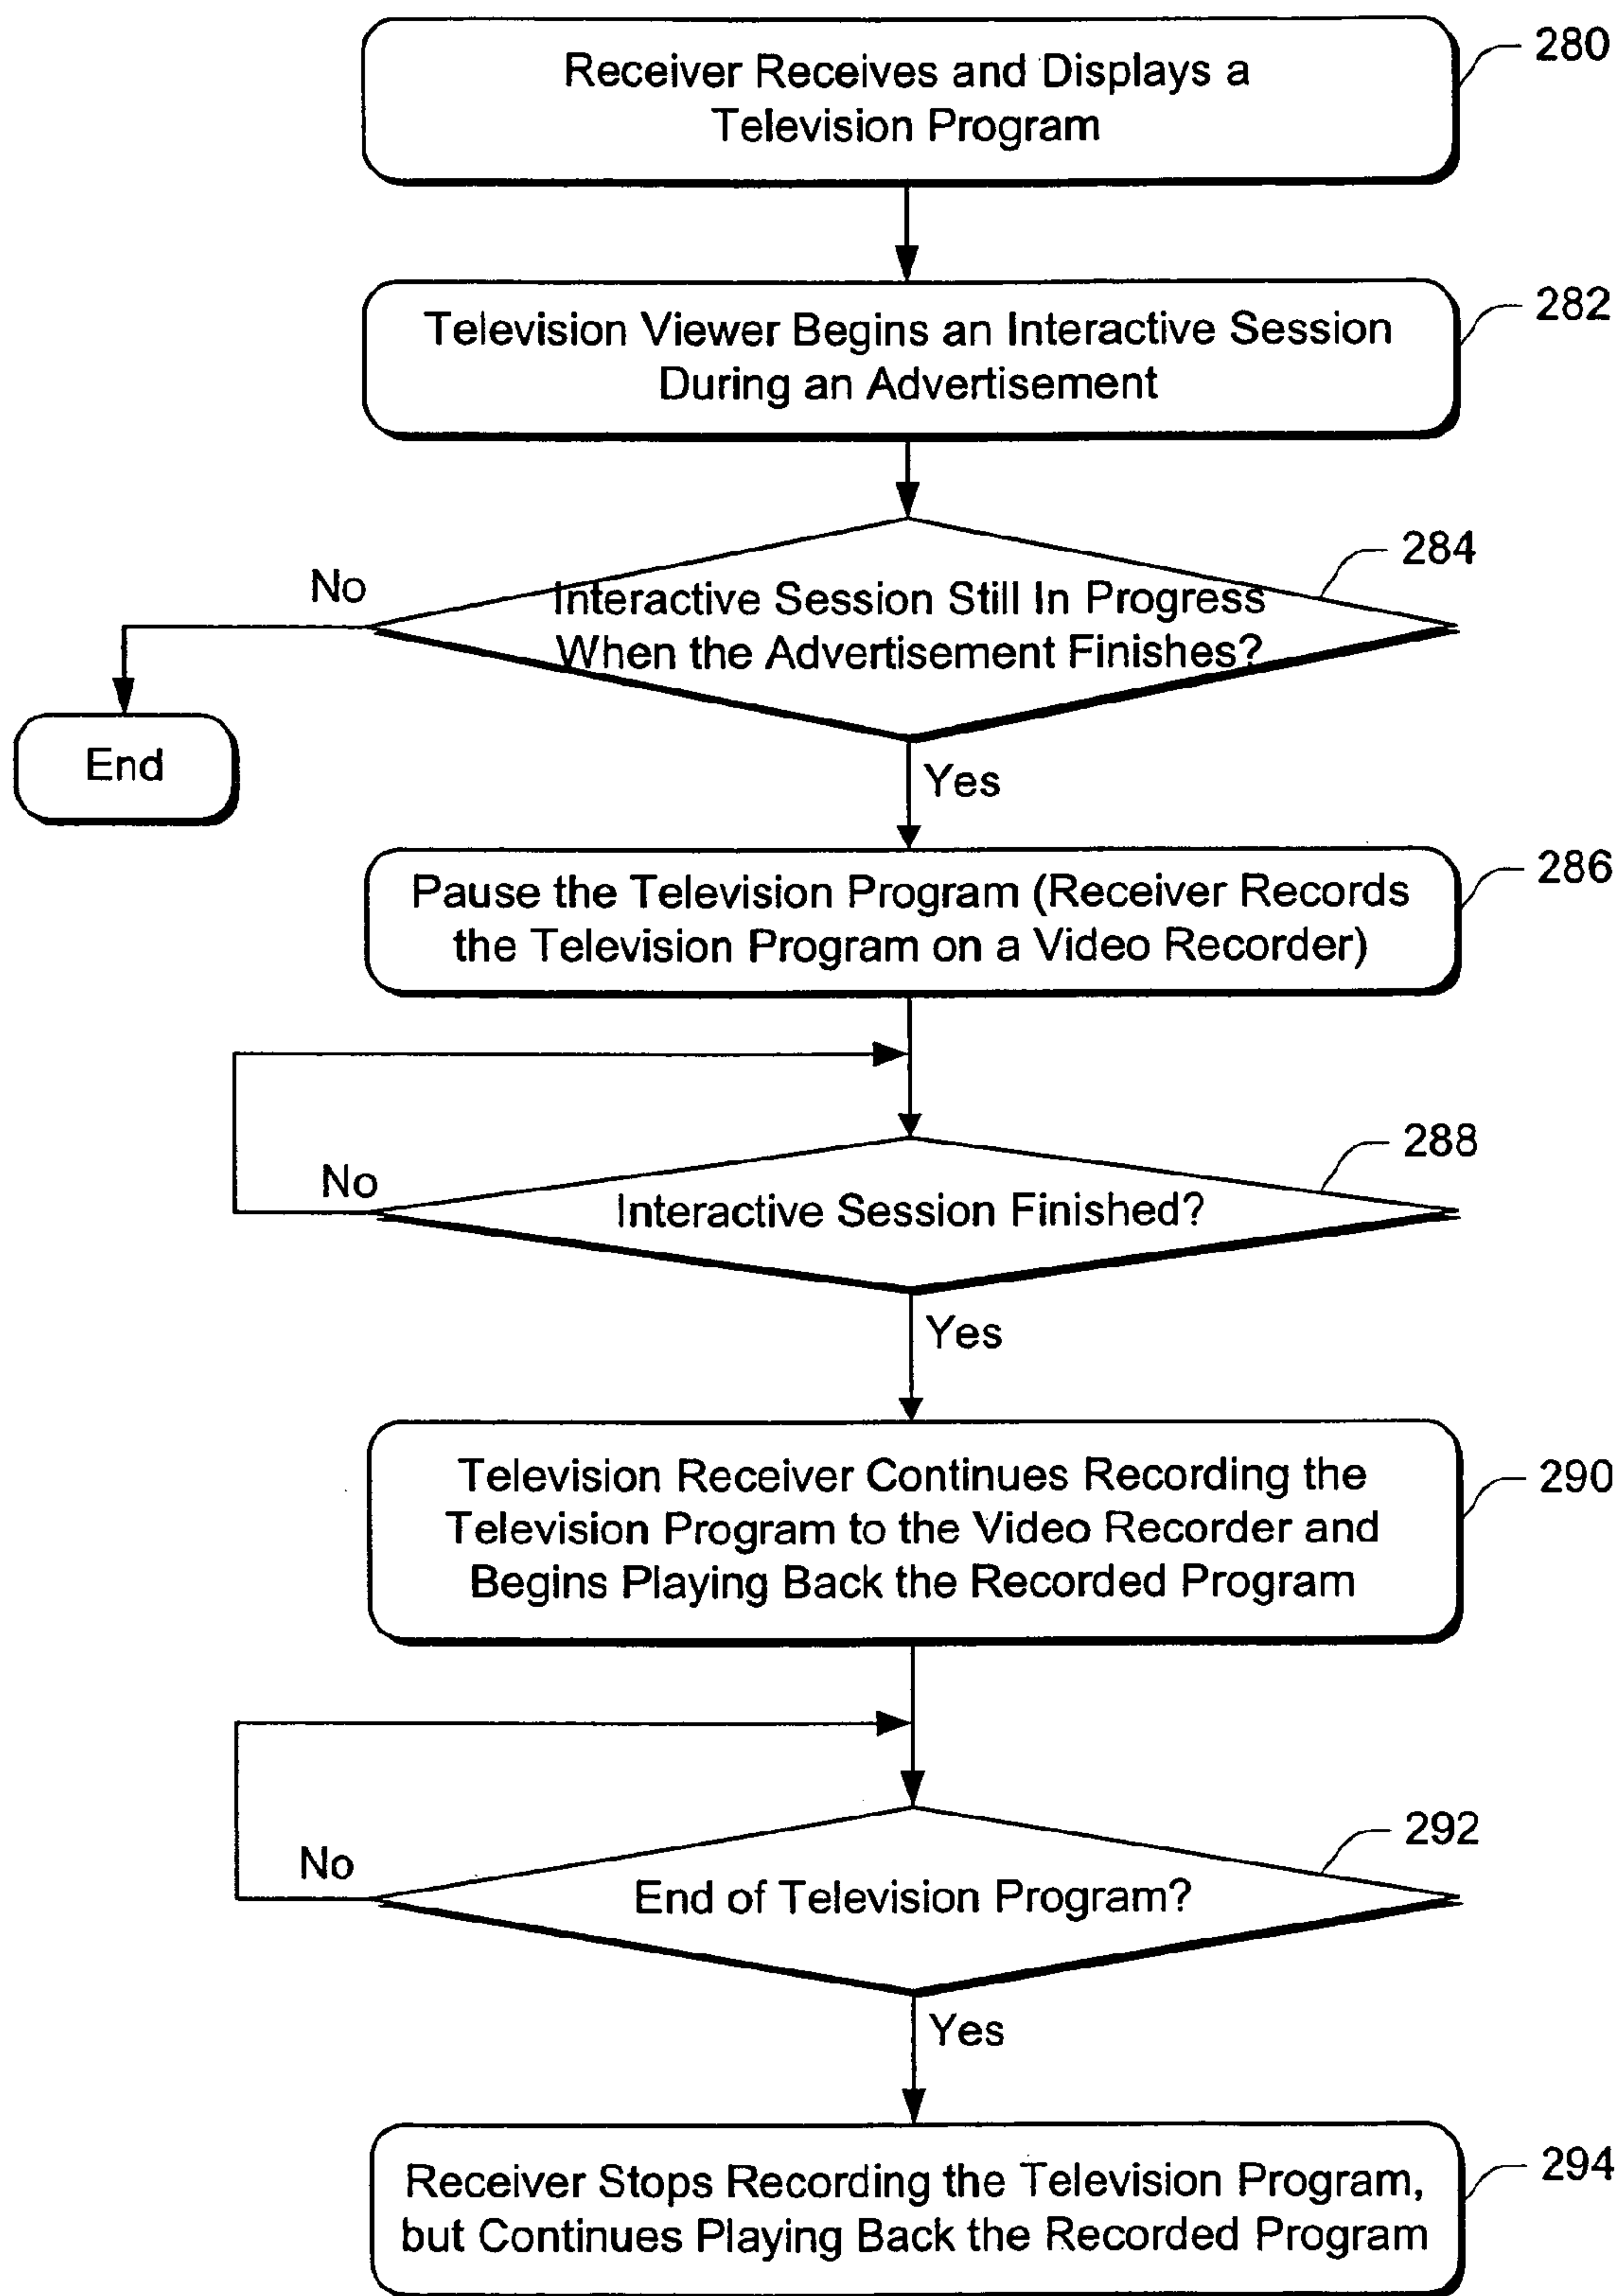 Receiver Receives and Displays a
Television Program
280
Television Viewer Begins an Interactive Session
During an Advertisement
282
Interactive Session Still In Progress
When the Advertisement Finishes?
284
No
End
Yes
Pause the Television Program (Receiver Records
the Television Program on a Video Recorder)
286
Interactive Session Finished?
288
No
Yes
Television Receiver Continues Recording the
Television Program to the Video Recorder and
Begins Playing Back the Recorded Program
290
End of Television Program?
292
No
Yes
Receiver Stops Recording the Television Program,
but Continues Playing Back the Recorded Program
294